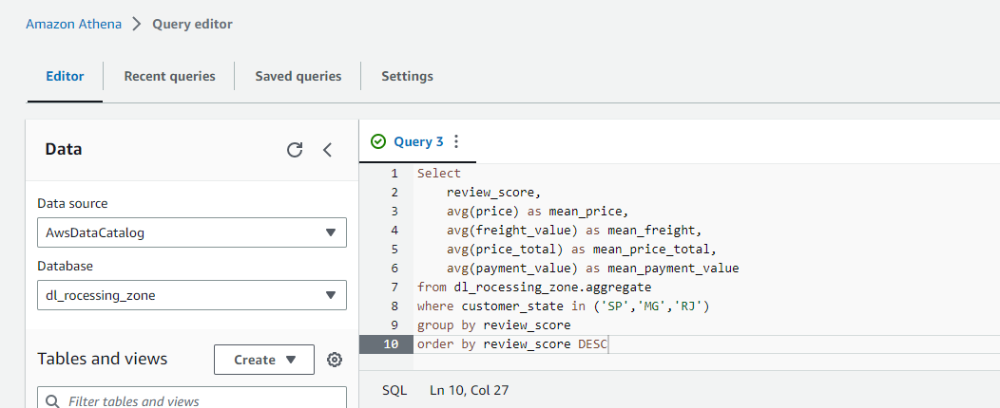 Amazon Athena > Query editor
Editor Recent queries Saved queries Settings
Data
Data source
AwsDataCatalog
Database
dl_rocessing_zone
Tables and views Create
Filter tables and views
Query 3
1 Select
2 review_score,
3 avg(price) as mean_price,
4 avg(freight_value) as mean_freight,
5 avg(price_total) as mean_price_total,
6 avg(payment_value) as mean_payment_value
7 from dl_rocessing_zone.aggregate
8 where customer_state in ('SP','MG','RJ')
9 group by review_score
10 order by review_score DESC
SQL Ln 10, Col 27